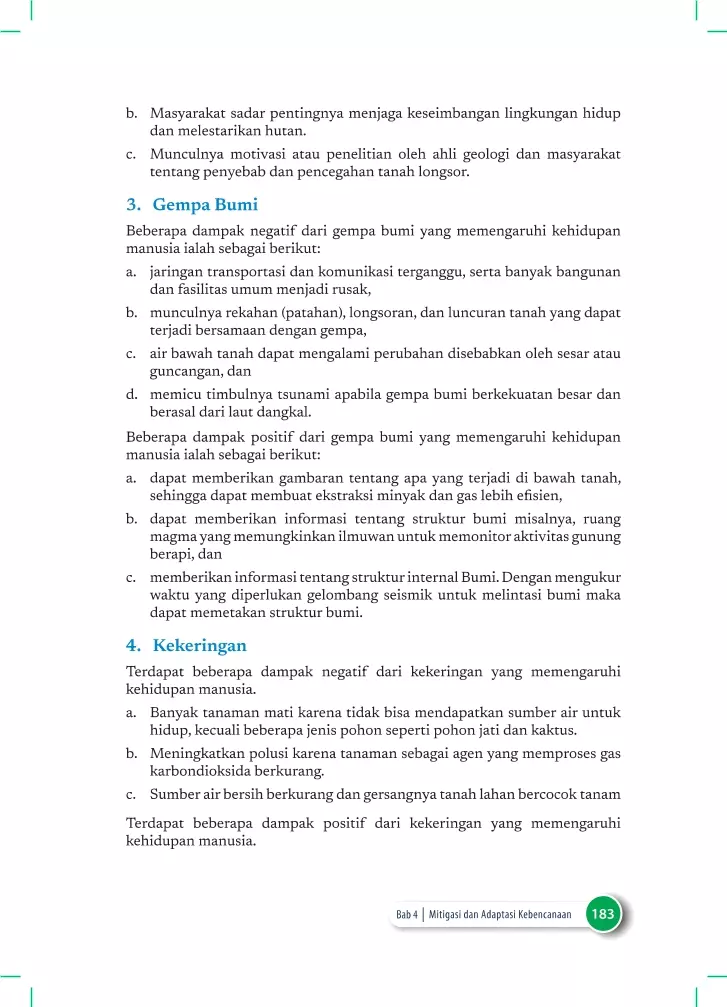 b. Masyarakat sadar pentingnya menjaga keseimbangan lingkungan hidup
dan melestarikan hutan.
c. Munculnya motivasi atau penelitian oleh ahli geologi dan masyarakat
tentang penyebab dan pencegahan tanah longsor.
3. Gempa Bumi
Beberapa dampak negatif dari gempa bumi yang memengaruhi kehidupan
manusia ialah sebagai berikut:
a. jaringan transportasi dan komunikasi terganggu, serta banyak bangunan
dan fasilitas umum menjadi rusak,
b. munculnya rekahan (patahan), longsoran, dan luncuran tanah yang dapat
terjadi bersamaan dengan gempa,
c. air bawah tanah dapat mengalami perubahan disebabkan oleh sesar atau
guncangan, dan
d. memicu timbulnya tsunami apabila gempa bumi berkekuatan besar dan
berasal dari laut dangkal.
Beberapa dampak positif dari gempa bumi yang memengaruhi kehidupan
manusia ialah sebagai berikut:
a. dapat memberikan gambaran tentang apa yang terjadi di bawah tanah,
sehingga dapat membuat ekstraksi minyak dan gas lebih efisien,
b. dapat memberikan informasi tentang struktur bumi misalnya, ruang
magma yang memungkinkan ilmuwan untuk memonitor aktivitas gunung
berapi, dan
c. memberikan informasi tentang struktur internal Bumi. Dengan mengukur
waktu yang diperlukan gelombang seismik untuk melintasi bumi maka
dapat memetakan struktur bumi.
4. Kekeringan
Terdapat beberapa dampak negatif dari kekeringan yang memengaruhi
kehidupan manusia.
a. Banyak tanaman mati karena tidak bisa mendapatkan sumber air untuk
hidup, kecuali beberapa jenis pohon seperti pohon jati dan kaktus.
b. Meningkatkan polusi karena tanaman sebagai agen yang memproses gas
karbondioksida berkurang.
c. Sumber air bersih berkurang dan gersangnya tanah lahan bercocok tanam
Terdapat beberapa dampak positif dari kekeringan yang memengaruhi
kehidupan manusia.
Bab 4 | Mitigasi dan Adaptasi Kebencanaan 183